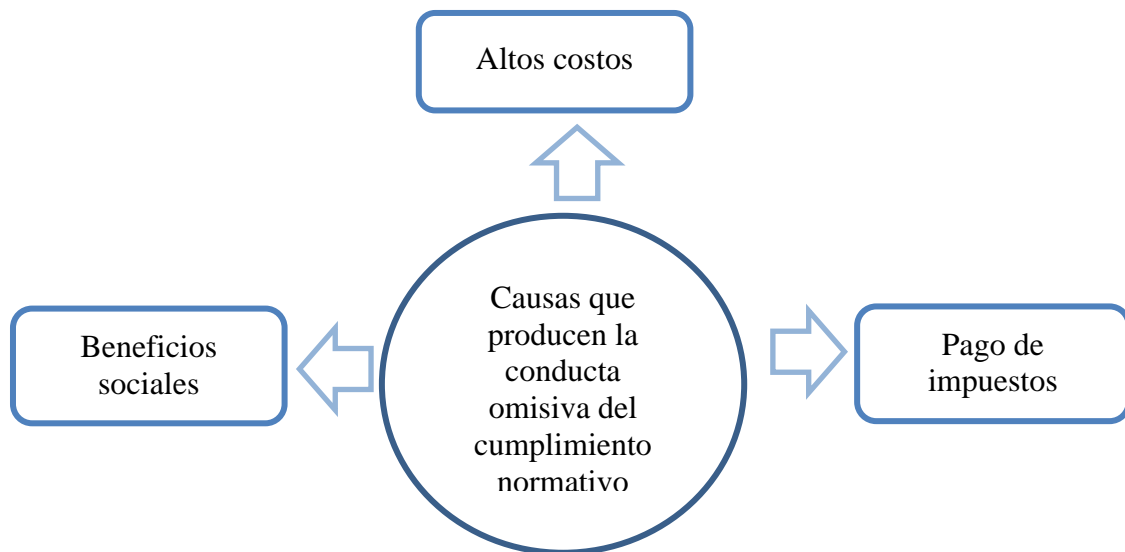 Altos costos
Causas que
producen la
conducta
omisiva del
cumplimiento
normativo
Beneficios
sociales
Pago de
impuestos